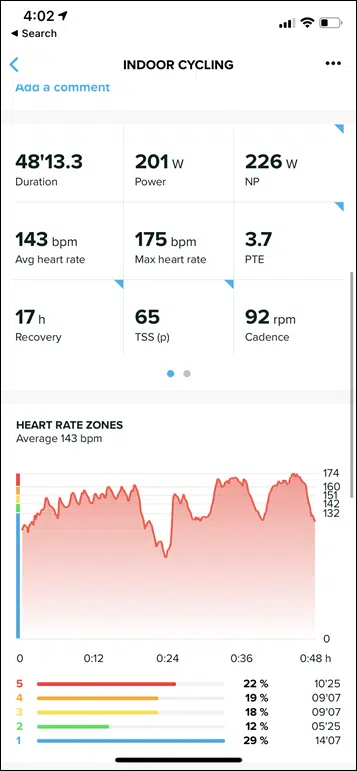 4:02
◀ Search
INDOOR CYCLING
Add a comment
48'13.3 201 W 226 W
Duration Power NP
143 bpm 175 bpm 3.7
Avg heart rate Max heart rate PTE
17 h 65 92 rpm
Recovery TSS (p) Cadence
HEART RATE ZONES
Average 143 bpm
174
160
151
142
132
0
0 0:12 0:24 0:36 0:48 h
5 22 % 10'25
4 19 % 09'07
3 18 % 09'07
2 12 % 05'25
1 29 % 14'07